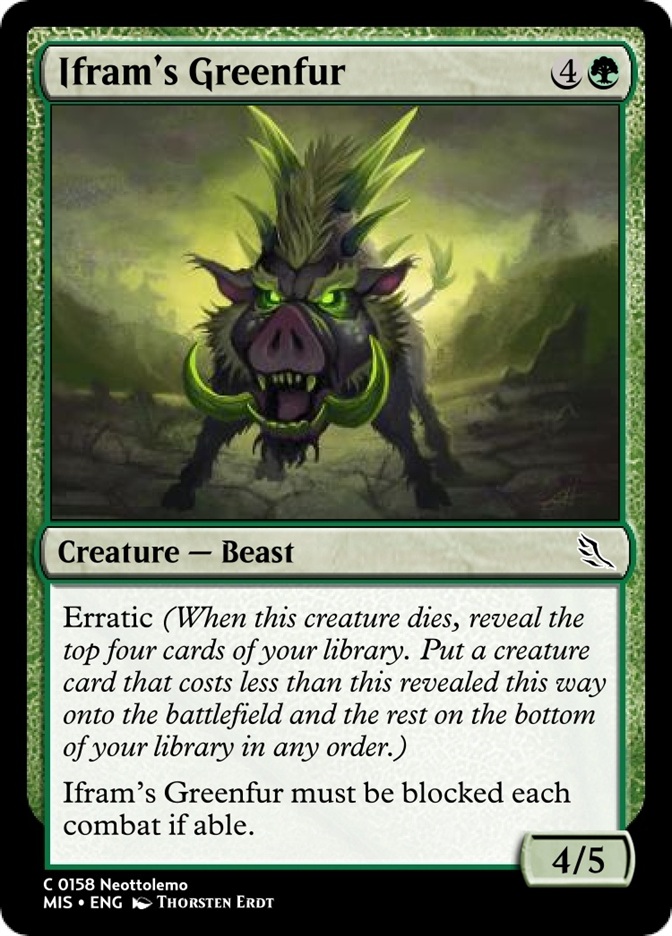 Ifram's Greenfur
4
Creature — Beast
Erratic (When this creature dies, reveal the
top four cards of your library. Put a creature
card that costs less than this revealed this way
onto the battlefield and the rest on the bottom
of your library in any order.)
Ifram's Greenfur must be blocked each
combat if able.
4/5
C 0158 Neottolemo
MIS • ENG Thorsten Erdt